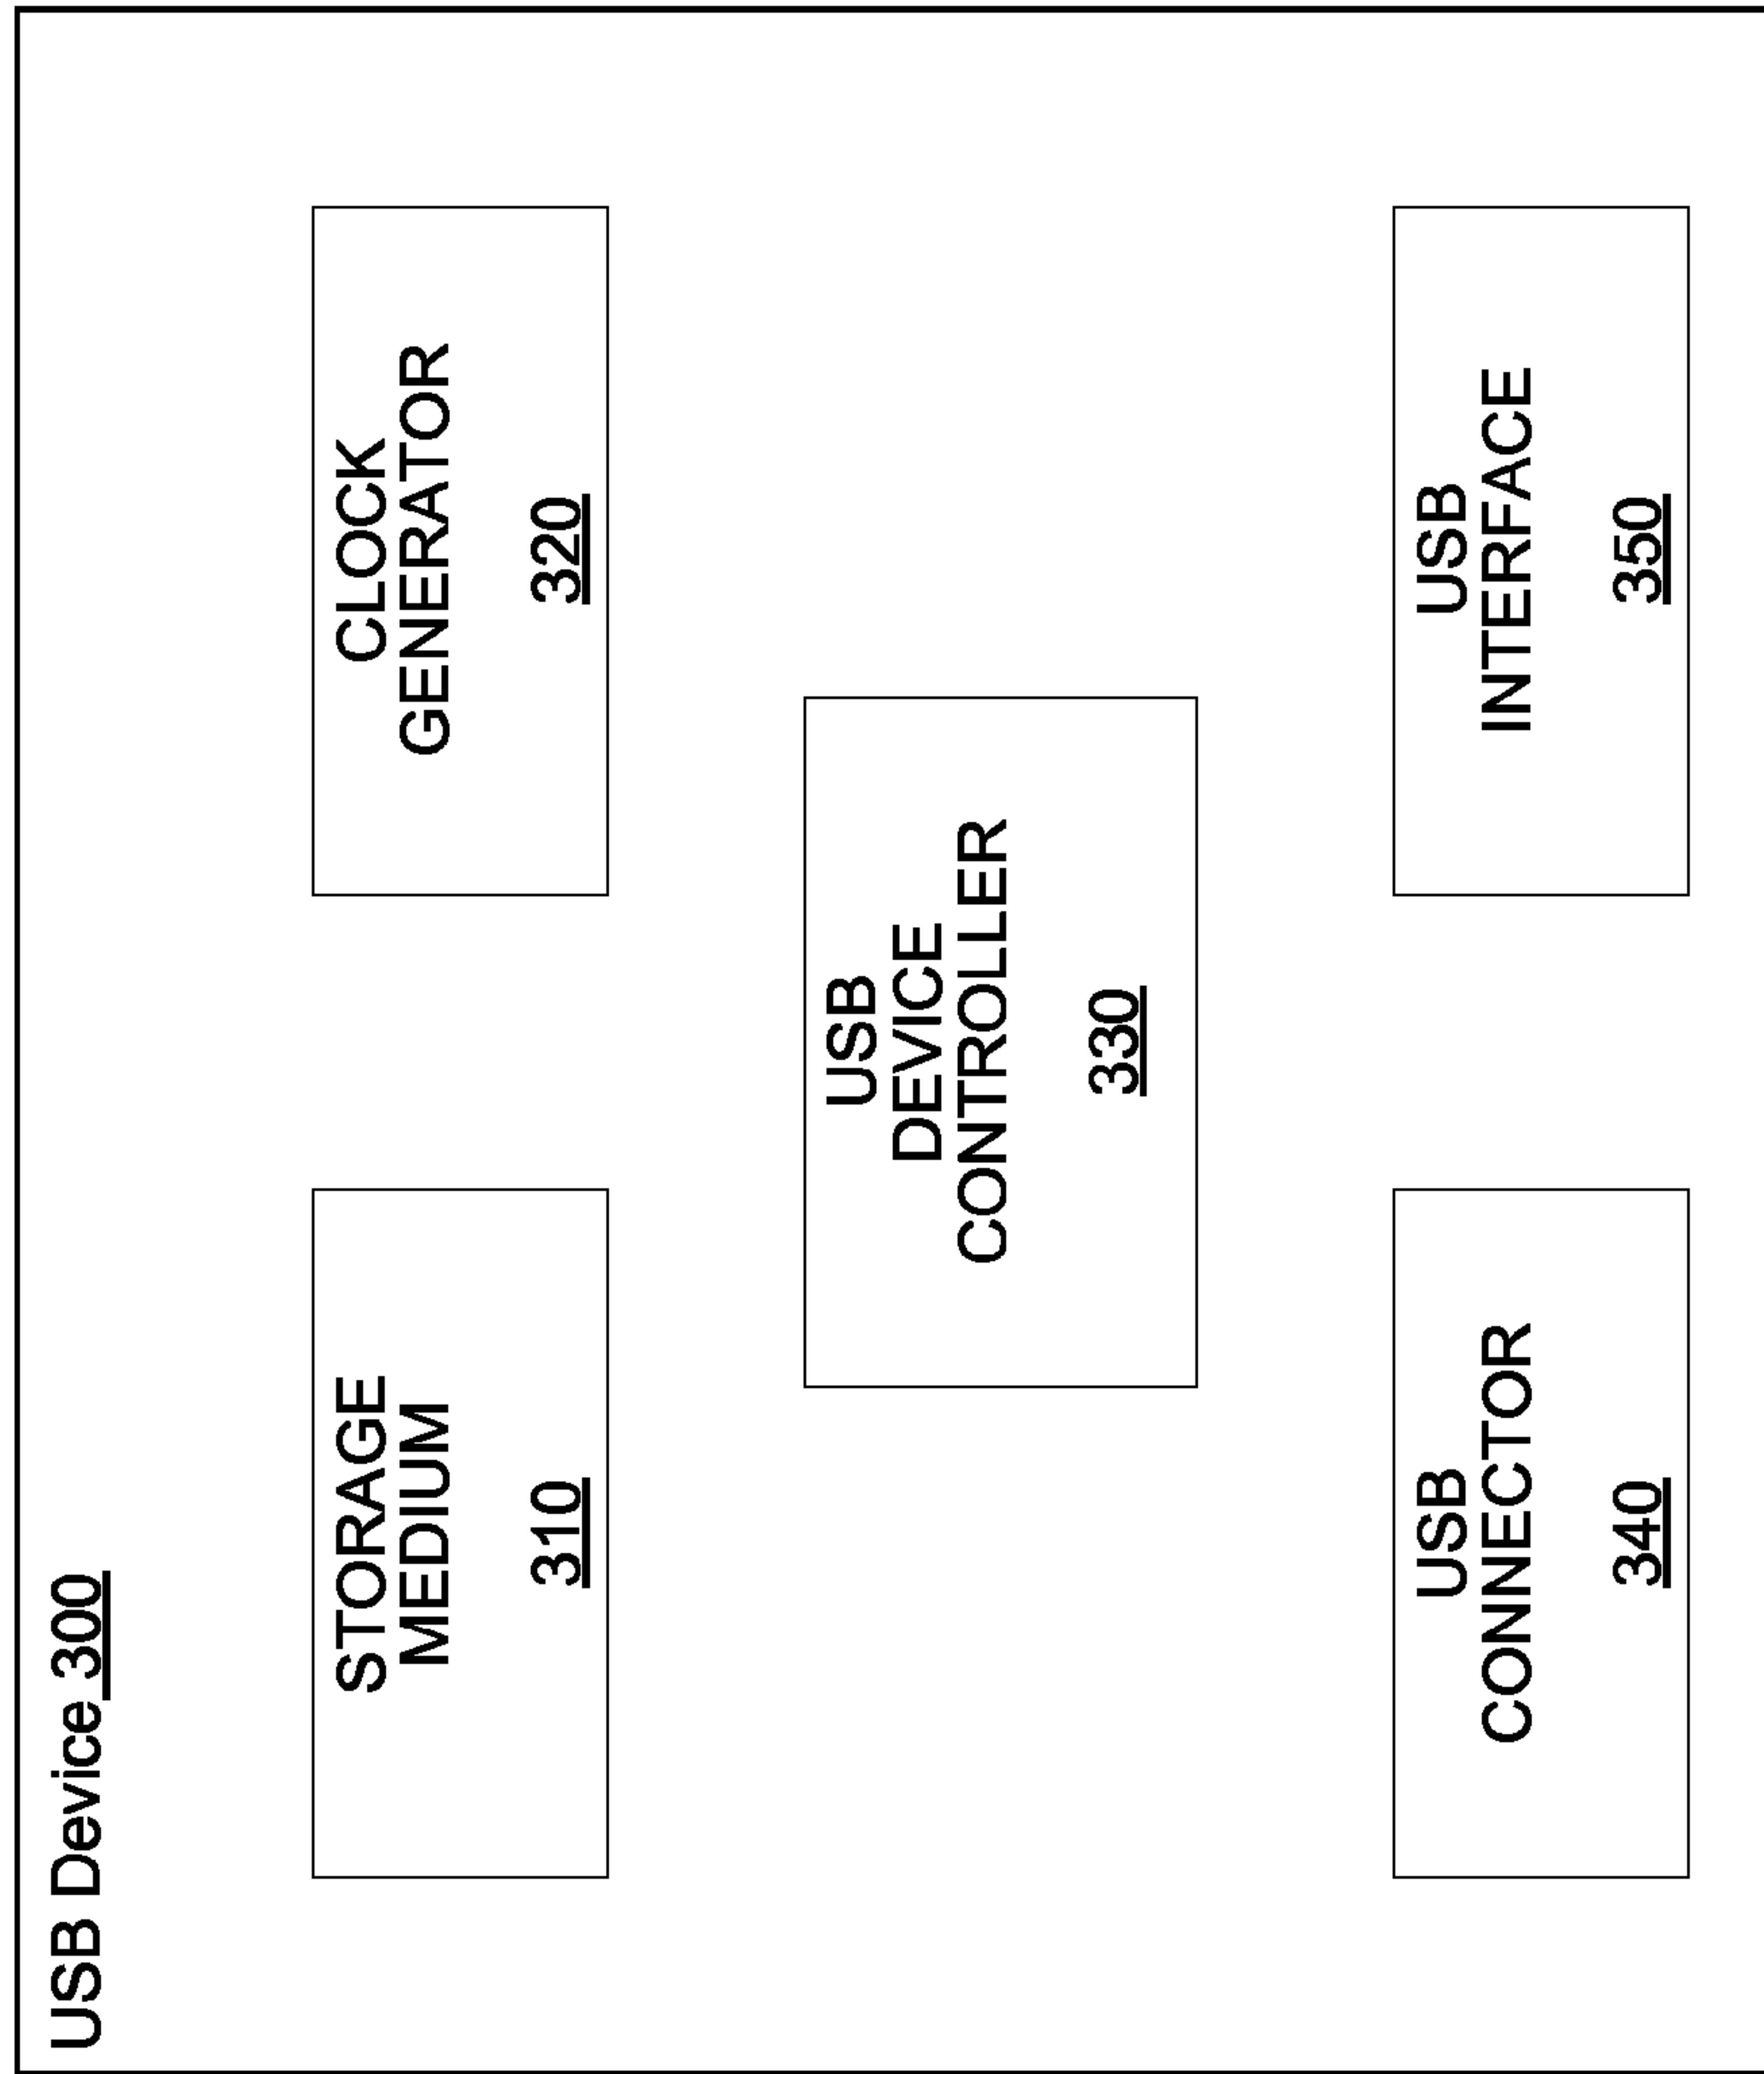 USB Device 300
STORAGE
MEDIUM
310
CLOCK
GENERATOR
320
USB
DEVICE
CONTROLLER
330
USB
CONNECTOR
340
USB
INTERFACE
350